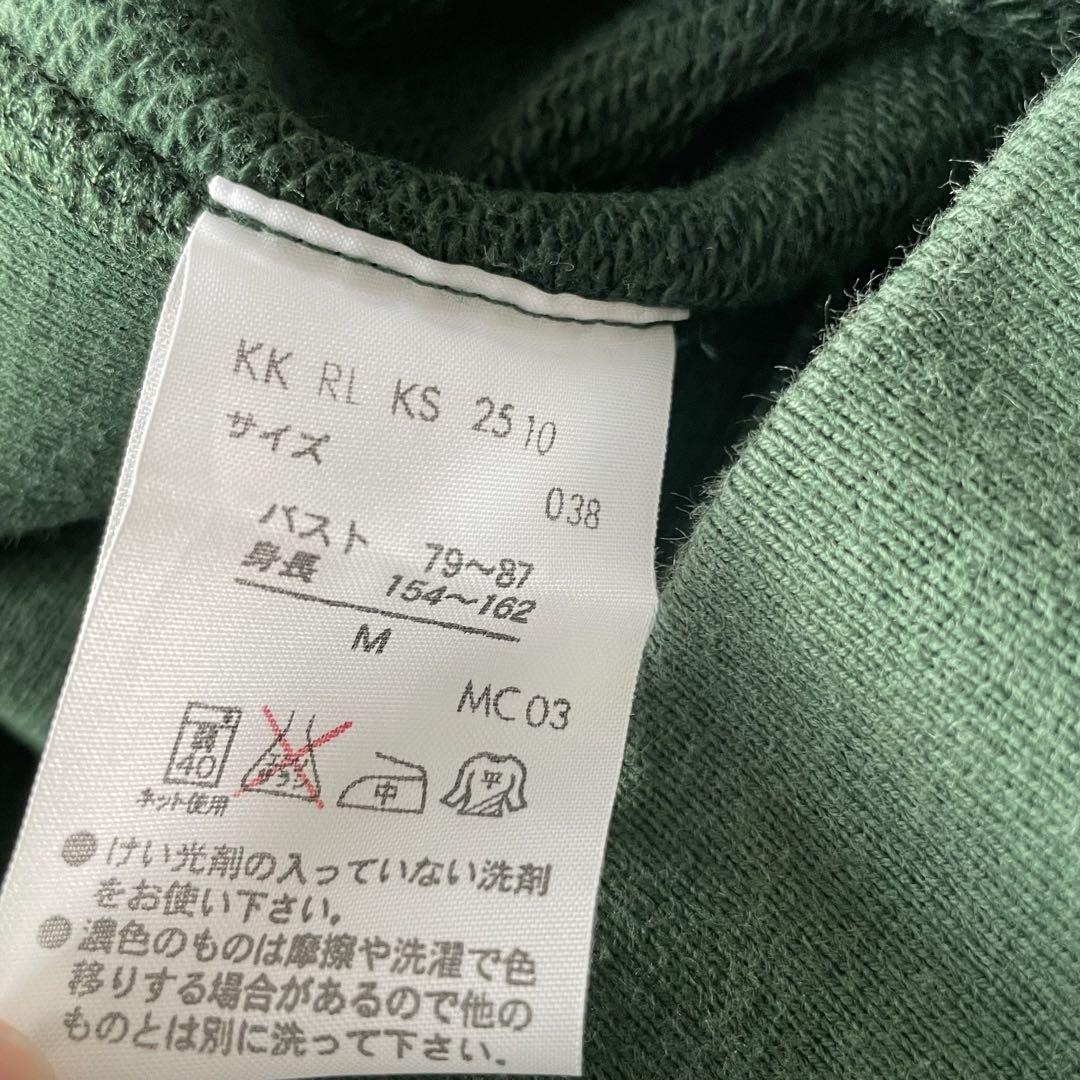 KK RL KS 2510
サイズ
038
バスト 79〜87
身長 154〜162
M
MC 03
40
中
平
ネット使用
●けい光剤の入っていない洗剤
をお使い下さい。
●濃色のものは摩擦や洗濯で色
移りする場合があるので他の
ものとは別に洗って下さい。